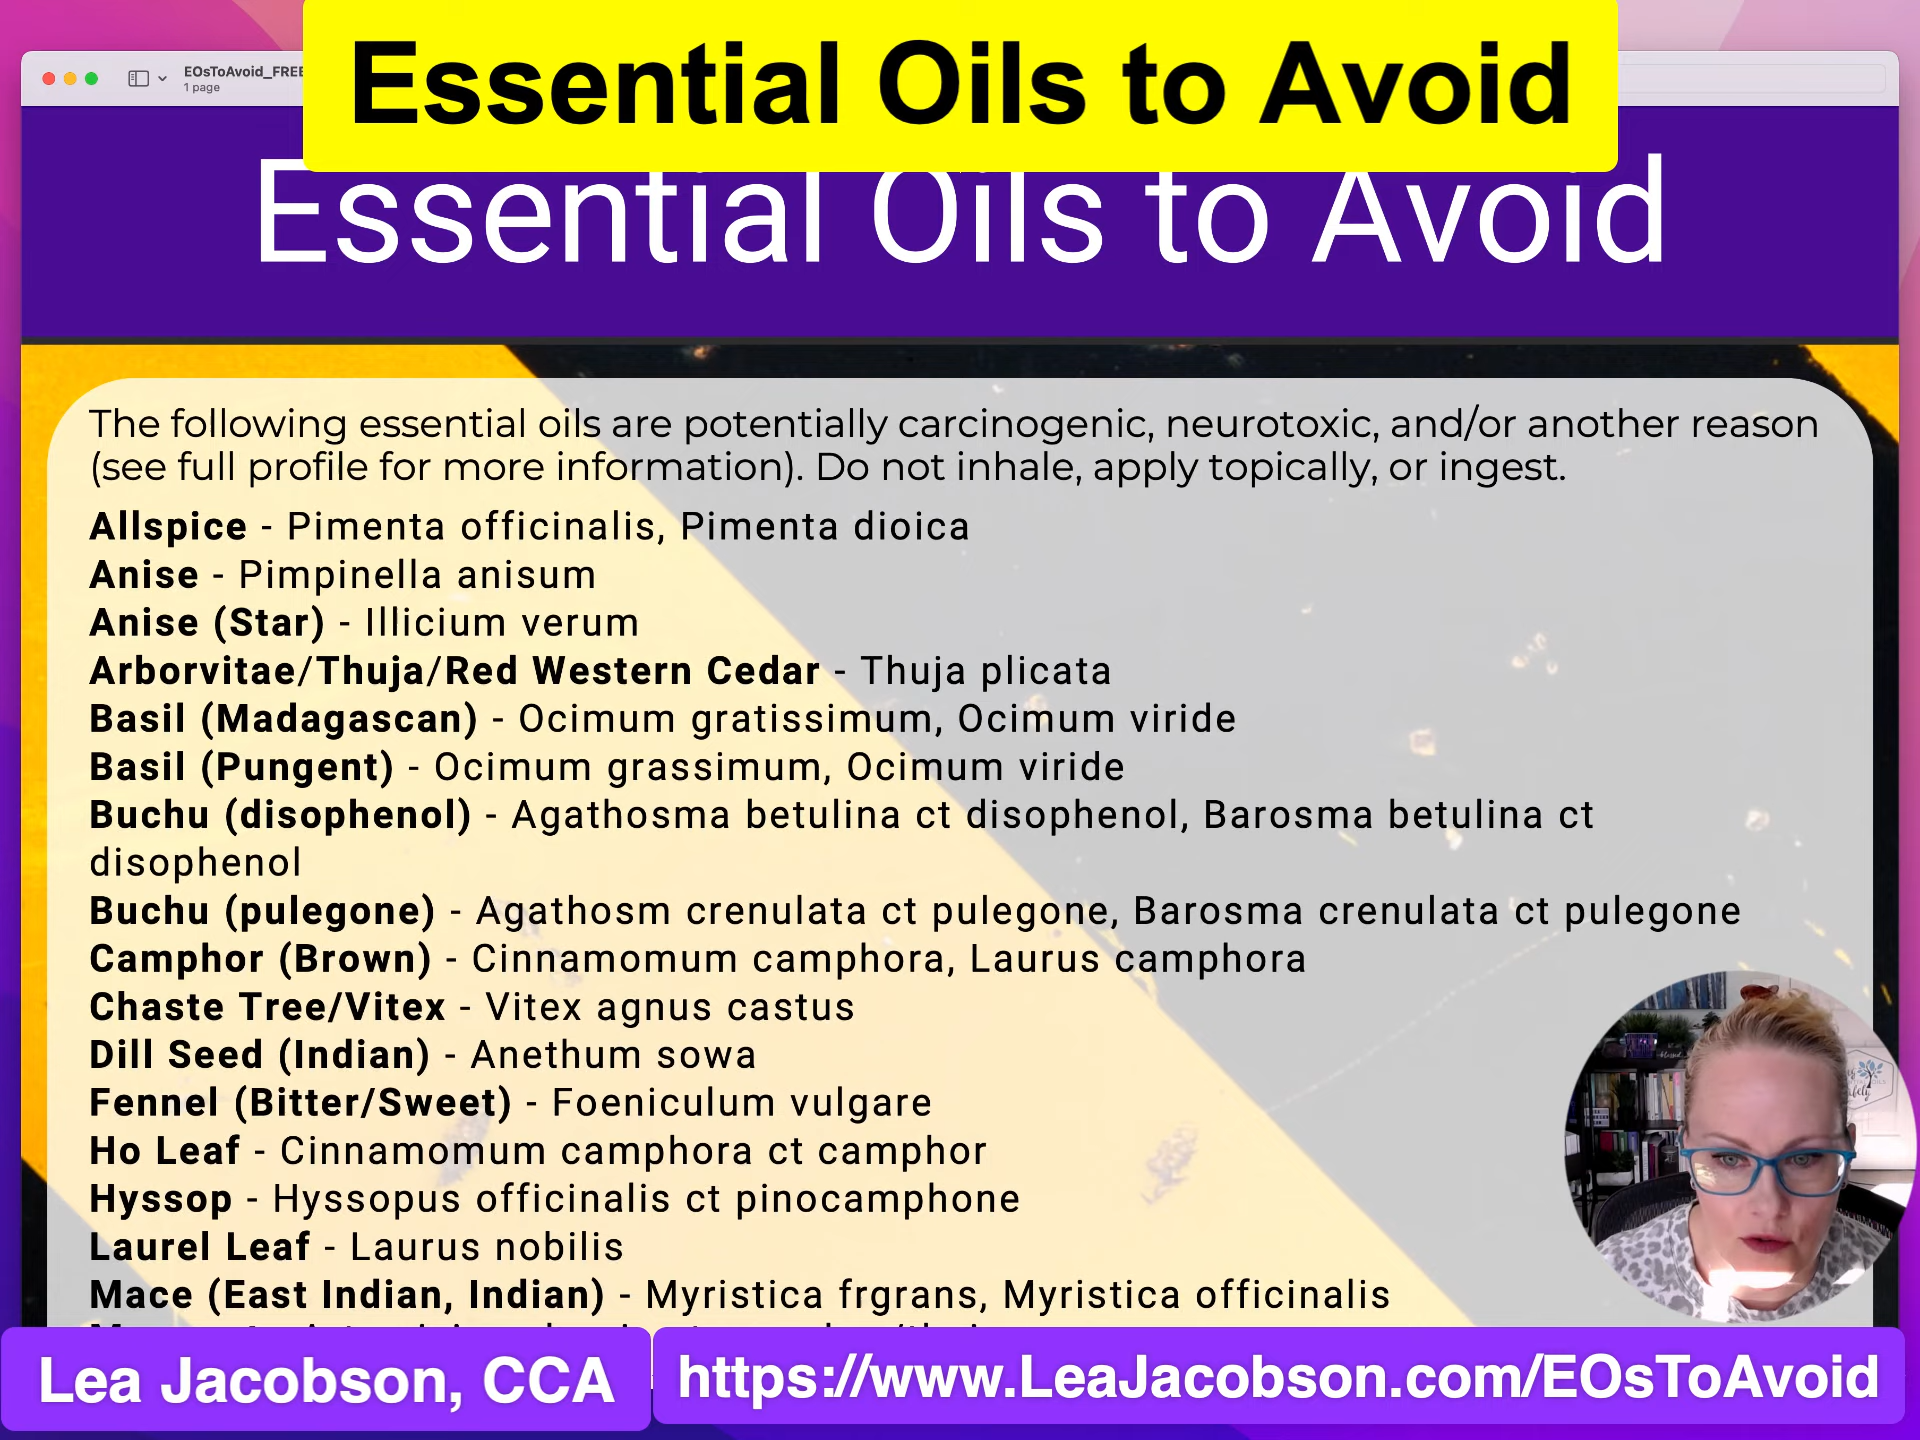 Essential Oils to Avoid
EOsToAvoid_FREE
1 page
Essential Oils to Avoid
The following essential oils are potentially carcinogenic, neurotoxic, and/or another reason
(see full profile for more information). Do not inhale, apply topically, or ingest.
Allspice - Pimenta officinalis, Pimenta dioica
Anise - Pimpinella anisum
Anise (Star) - Illicium verum
Arborvitae/Thuja/Red Western Cedar - Thuja plicata
Basil (Madagascan) - Ocimum gratissimum, Ocimum viride
Basil (Pungent) - Ocimum grassimum, Ocimum viride
Buchu (disophenol) - Agathosma betulina ct disophenol, Barosma betulina ct
disophenol
Buchu (pulegone) - Agathosm crenulata ct pulegone, Barosma crenulata ct pulegone
Camphor (Brown) - Cinnamomum camphora, Laurus camphora
Chaste Tree/Vitex - Vitex agnus castus
Dill Seed (Indian) - Anethum sowa
Fennel (Bitter/Sweet) - Foeniculum vulgare
Ho Leaf - Cinnamomum camphora ct camphor
Hyssop - Hyssopus officinalis ct pinocamphone
Laurel Leaf - Laurus nobilis
Mace (East Indian, Indian) - Myristica frgrans, Myristica officinalis
Lea Jacobson, CCA
https://www.LeaJacobson.com/EOsToAvoid